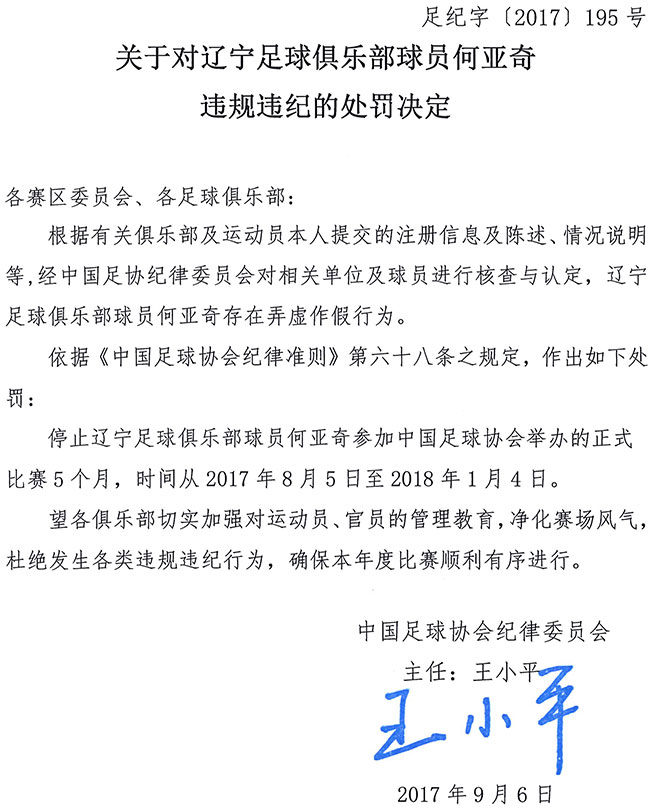 足纪字〔2017〕195 号
关于对辽宁足球俱乐部球员何亚奇
违规违纪的处罚决定
各赛区委员会、各足球俱乐部：
根据有关俱乐部及运动员本人提交的注册信息及陈述、情况说明
等,经中国足协纪律委员会对相关单位及球员进行核查与认定，辽宁
足球俱乐部球员何亚奇存在弄虚作假行为。
依据《中国足球协会纪律准则》第六十八条之规定，作出如下处
罚：
停止辽宁足球俱乐部球员何亚奇参加中国足球协会举办的正式
比赛 5 个月，时间从 2017 年 8 月 5 日至 2018 年 1 月 4 日。
望各俱乐部切实加强对运动员、官员的管理教育,净化赛场风气，
杜绝发生各类违规违纪行为，确保本年度比赛顺利有序进行。
中国足球协会纪律委员会
主任：王小平
王小平
2017 年 9 月 6 日